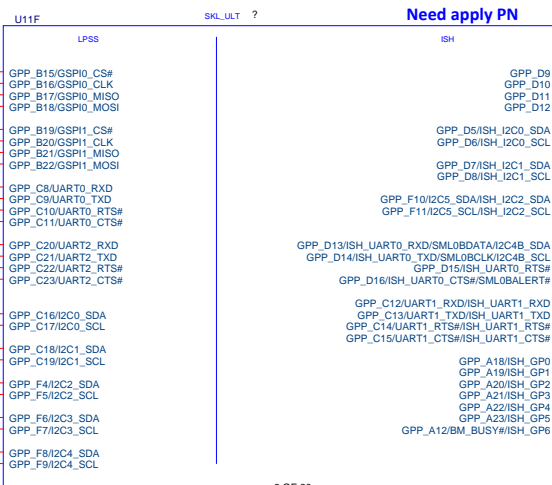 U11F
SKL_ULT ?
Need apply PN
LPSS
ISH
GPP_B15/GSPI0_CS#
GPP_B16/GSPI0_CLK
GPP_B17/GSPI0_MISO
GPP_B18/GSPI0_MOSI
GPP_B19/GSPI1_CS#
GPP_B20/GSPI1_CLK
GPP_B21/GSPI1_MISO
GPP_B22/GSPI1_MOSI
GPP_C8/UART0_RXD
GPP_C9/UART0_TXD
GPP_C10/UART0_RTS#
GPP_C11/UART0_CTS#
GPP_C20/UART2_RXD
GPP_C21/UART2_TXD
GPP_C22/UART2_RTS#
GPP_C23/UART2_CTS#
GPP_C16/I2C0_SDA
GPP_C17/I2C0_SCL
GPP_C18/I2C1_SDA
GPP_C19/I2C1_SCL
GPP_F4/I2C2_SDA
GPP_F5/I2C2_SCL
GPP_F6/I2C3_SDA
GPP_F7/I2C3_SCL
GPP_F8/I2C4_SDA
GPP_F9/I2C4_SCL
GPP_D9
GPP_D10
GPP_D11
GPP_D12
GPP_D5/ISH_I2C0_SDA
GPP_D6/ISH_I2C0_SCL
GPP_D7/ISH_I2C1_SDA
GPP_D8/ISH_I2C1_SCL
GPP_F10/I2C5_SDA/ISH_I2C2_SDA
GPP_F11/I2C5_SCL/ISH_I2C2_SCL
GPP_D13/ISH_UART0_RXD/SML0BDATA/I2C4B_SDA
GPP_D14/ISH_UART0_TXD/SML0BCLK/I2C4B_SCL
GPP_D15/ISH_UART0_RTS#
GPP_D16/ISH_UART0_CTS#/SML0BALERT#
GPP_C12/UART1_RXD/ISH_UART1_RXD
GPP_C13/UART1_TXD/ISH_UART1_TXD
GPP_C14/UART1_RTS#/ISH_UART1_RTS#
GPP_C15/UART1_CTS#/ISH_UART1_CTS#
GPP_A18/ISH_GP0
GPP_A19/ISH_GP1
GPP_A20/ISH_GP2
GPP_A21/ISH_GP3
GPP_A22/ISH_GP4
GPP_A23/ISH_GP5
GPP_A12/BM_BUSY#/ISH_GP6